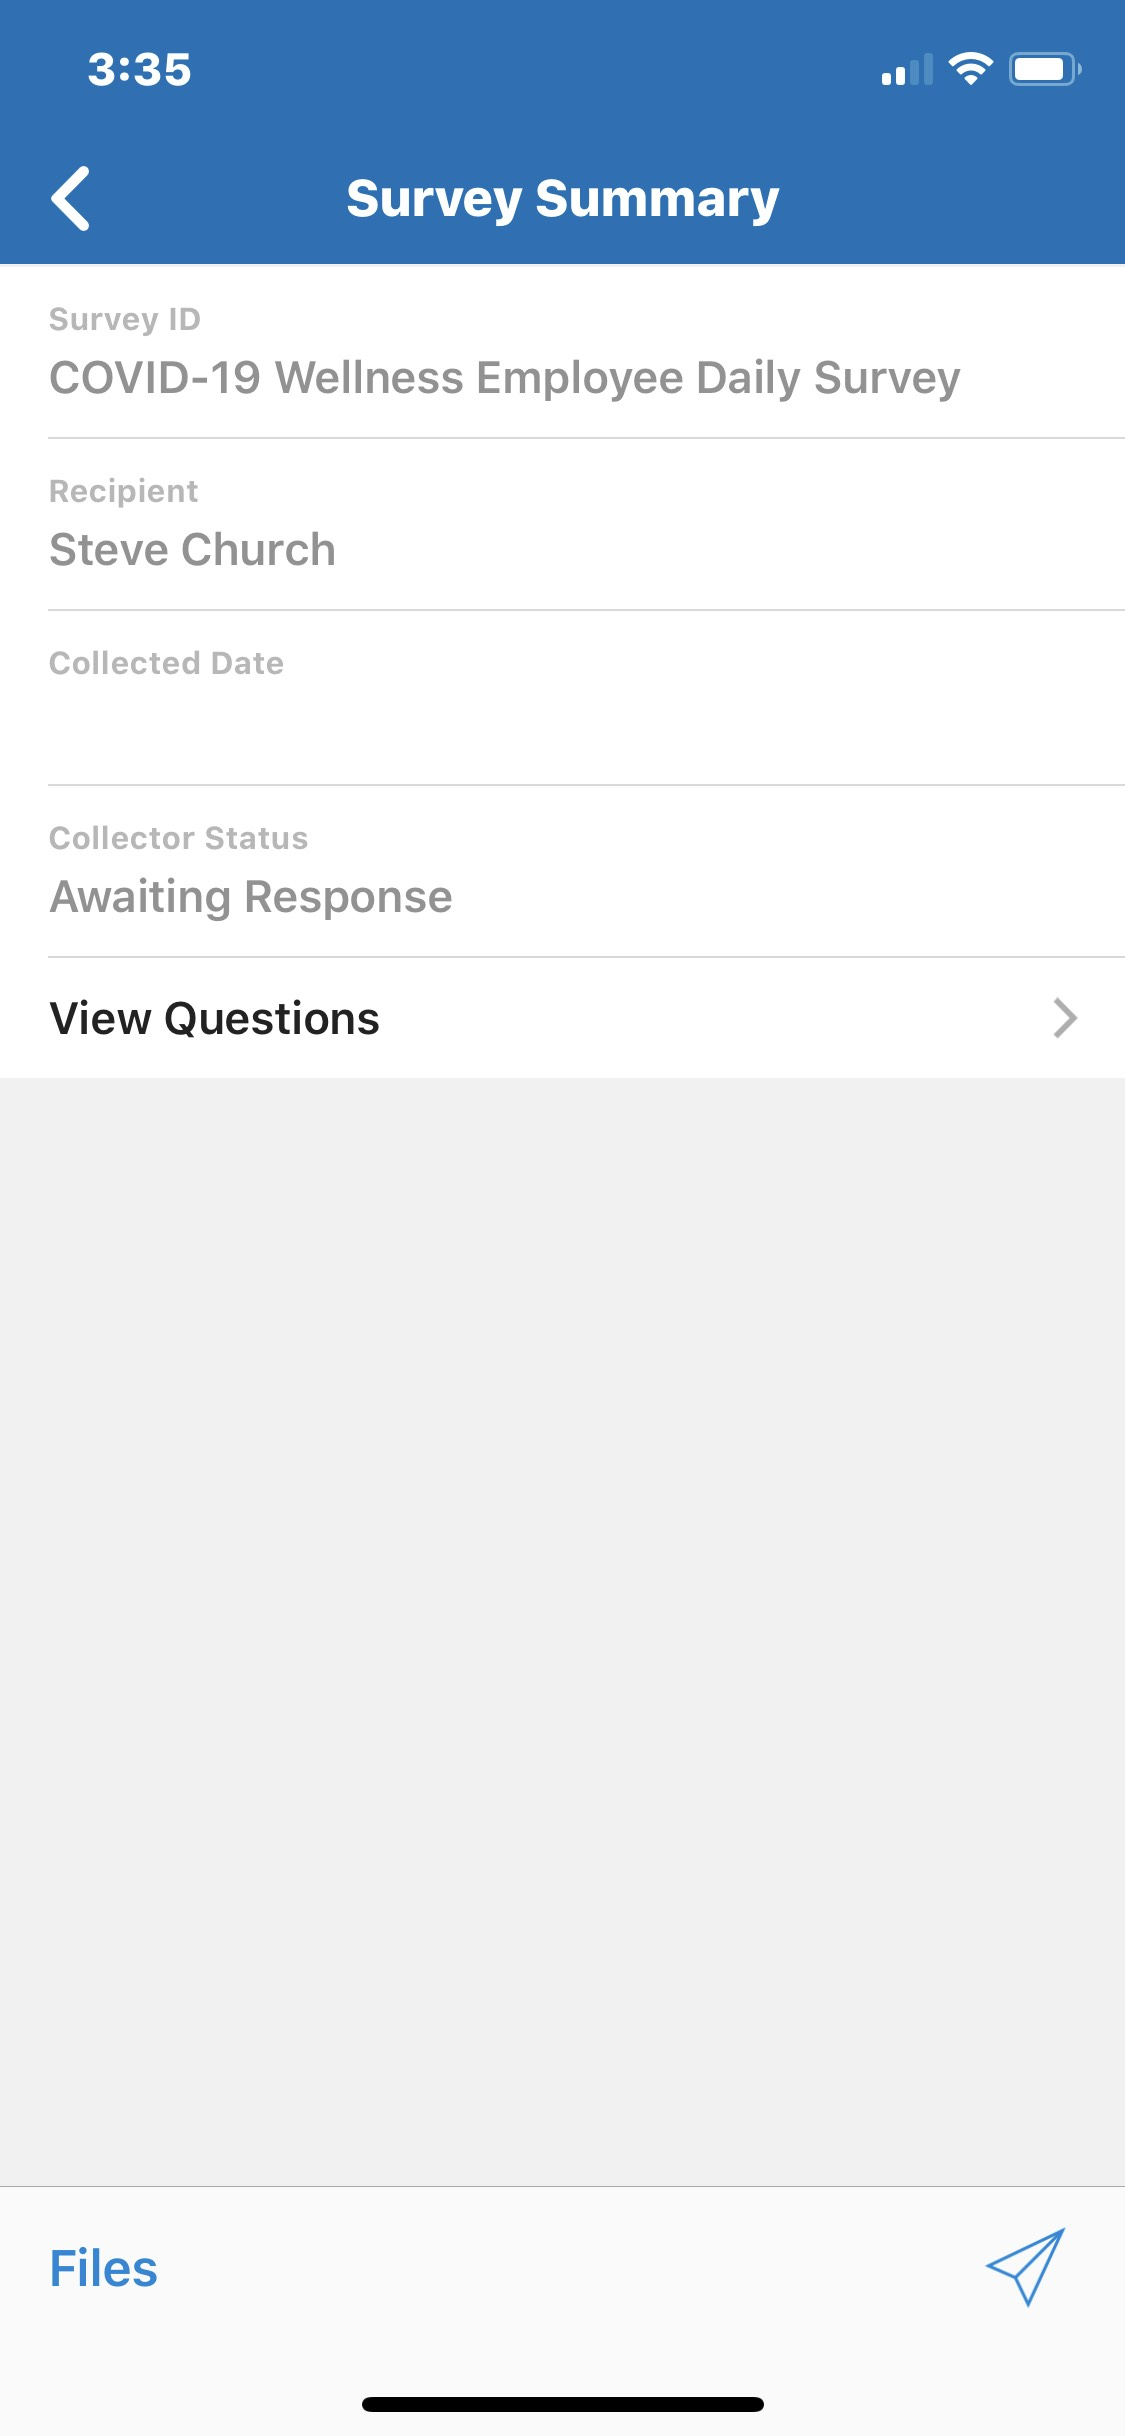 3:35
Survey Summary
Survey ID
COVID-19 Wellness Employee Daily Survey
Recipient
Steve Church
Collected Date
Collector Status
Awaiting Response
View Questions
Files